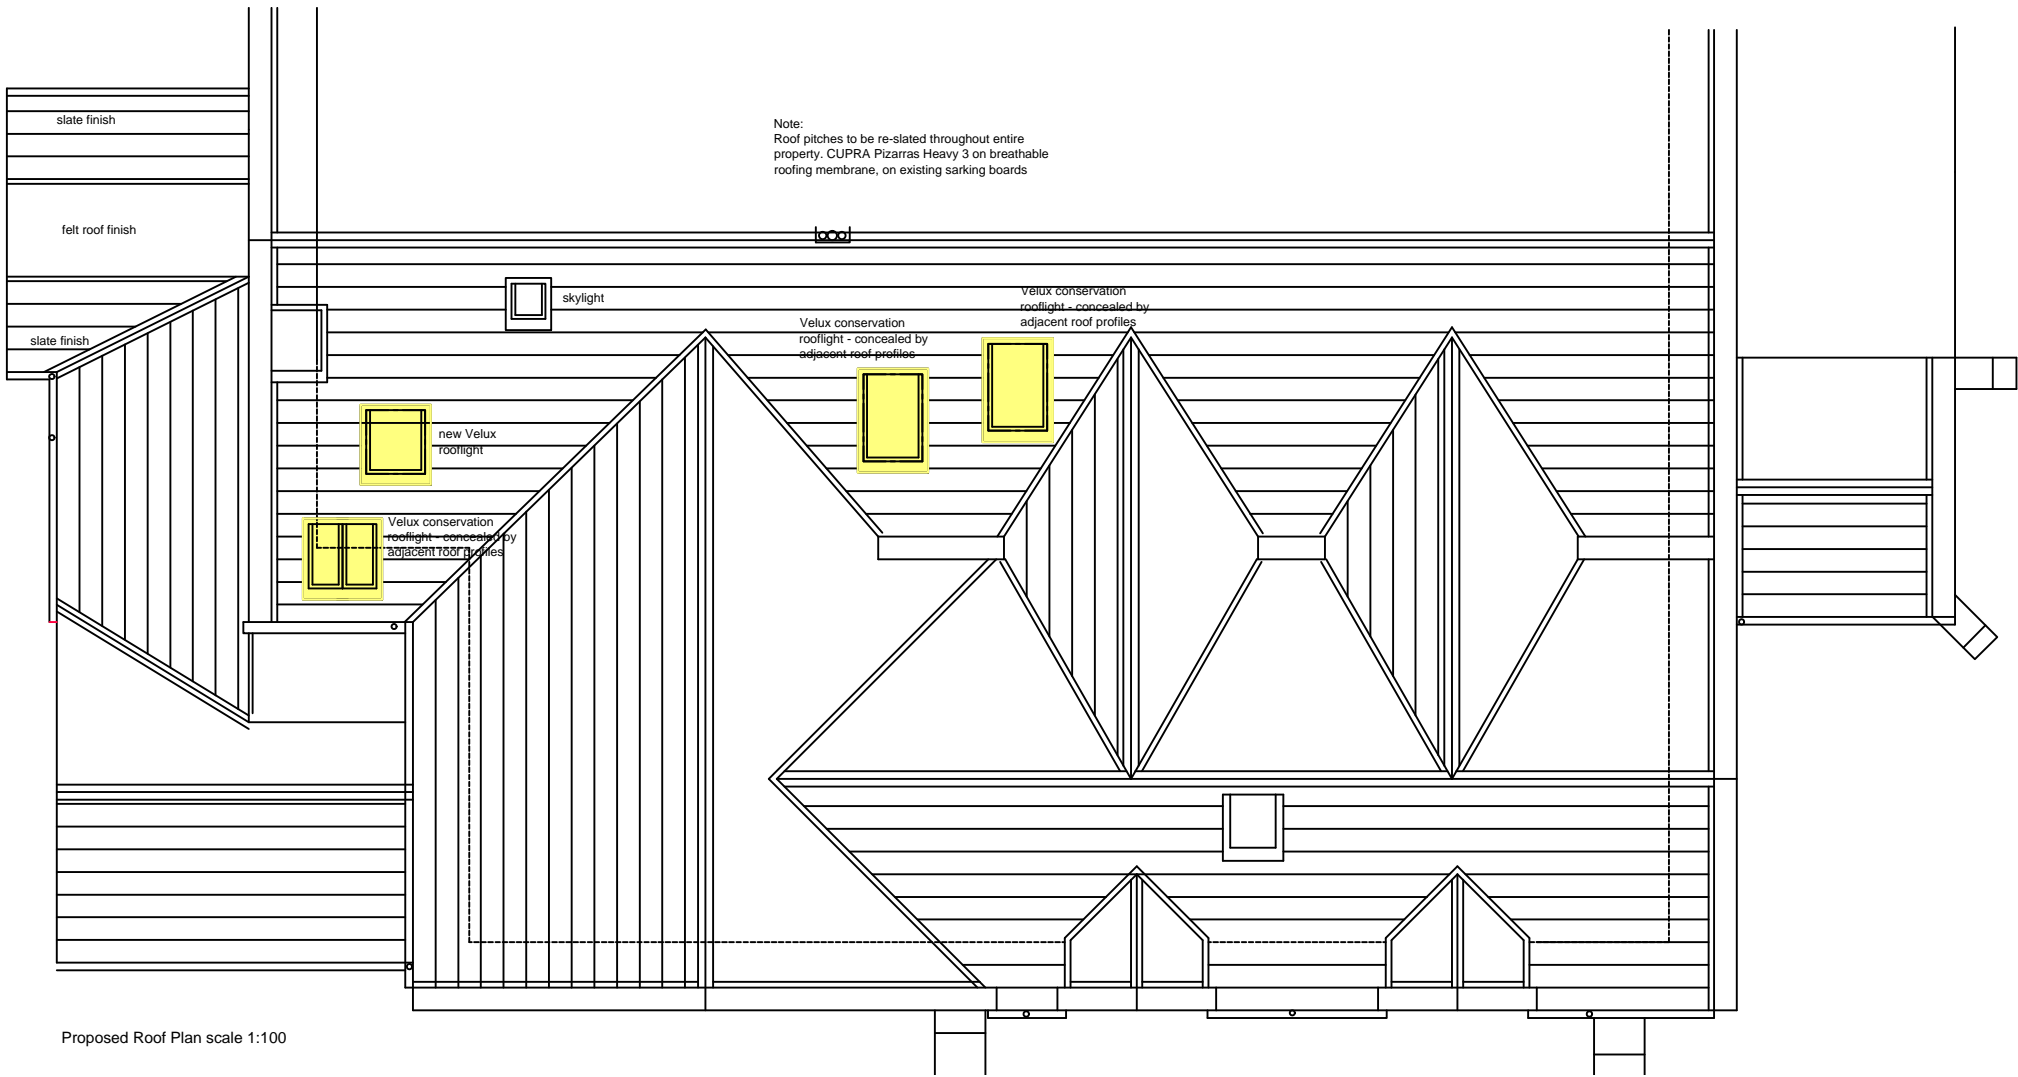 slate finish
Note:
Roof pitches to be re-slated throughout entire
property. CUPRA Pizarras Heavy 3 on breathable
roofing membrane, on existing sarking boards
felt roof finish
skylight
Velux conservation
rooflight - concealed by
adjacent roof profiles
Velux conservation
rooflight - concealed by
adjacent roof profiles
slate finish
new Velux
rooflight
Velux conservation
rooflight - concealed by
adjacent roof profiles
Proposed Roof Plan scale 1:100